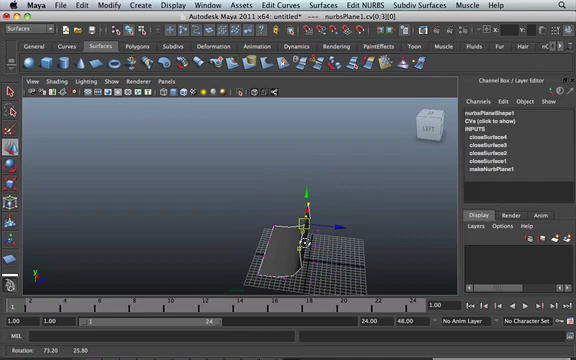 Maya File Edit Modify Create Display Window Assets Edit Curves Surfaces Edit NURBS Subdiv Surfaces Muscle Help
Autodesk Maya 2011 x64: untitled* --- nurbsPlane1.cv[0:3][0]
Surfaces X: Y:
General Curves Surfaces Polygons Subdivs Deformation Animation Dynamics Rendering PaintEffects Toon Muscle Fluids Fur Hair
Channel Box / Layer Editor
View Shading Lighting Show Renderer Panels
Channels Edit Object Show
nurbsPlaneShape1
CVs (click to show)
INPUTS
closeSurface4
closeSurface3
closeSurface2
closeSurface1
makeNurbPlane1
LEFT
Display Render Anim
Layers Options Help
y
2 4 6 8 10 12 14 16 18 20 22 24 1.00
1.00 1.00 1 24 24.00 48.00 No Anim Layer No Character Set
MEL
Rotation: 73.20 25.80